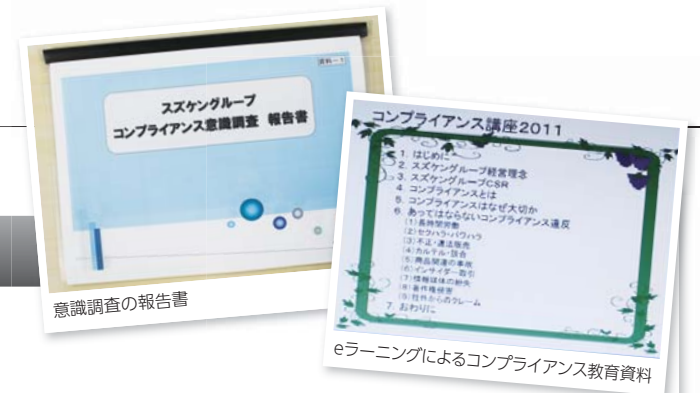 資料－1
スズケングループ
コンプライアンス意識調査 報告書
意識調査の報告書
コンプライアンス講座2011
1. はじめに
2. スズケングループ経営理念
3. スズケングループCSR
4. コンプライアンスとは
5. コンプライアンスはなぜ大切か
6. あってはならないコンプライアンス違反
(1)長時間労働
(2)セクハラ・パワハラ
(3)不正・違法販売
(4)カルテル・談合
(5)商品関連の事故
(6)インサイダー取引
(7)情報媒体の紛失
(8)著作権侵害
(9)社外からのクレーム
7. おわりに
eラーニングによるコンプライアンス教育資料